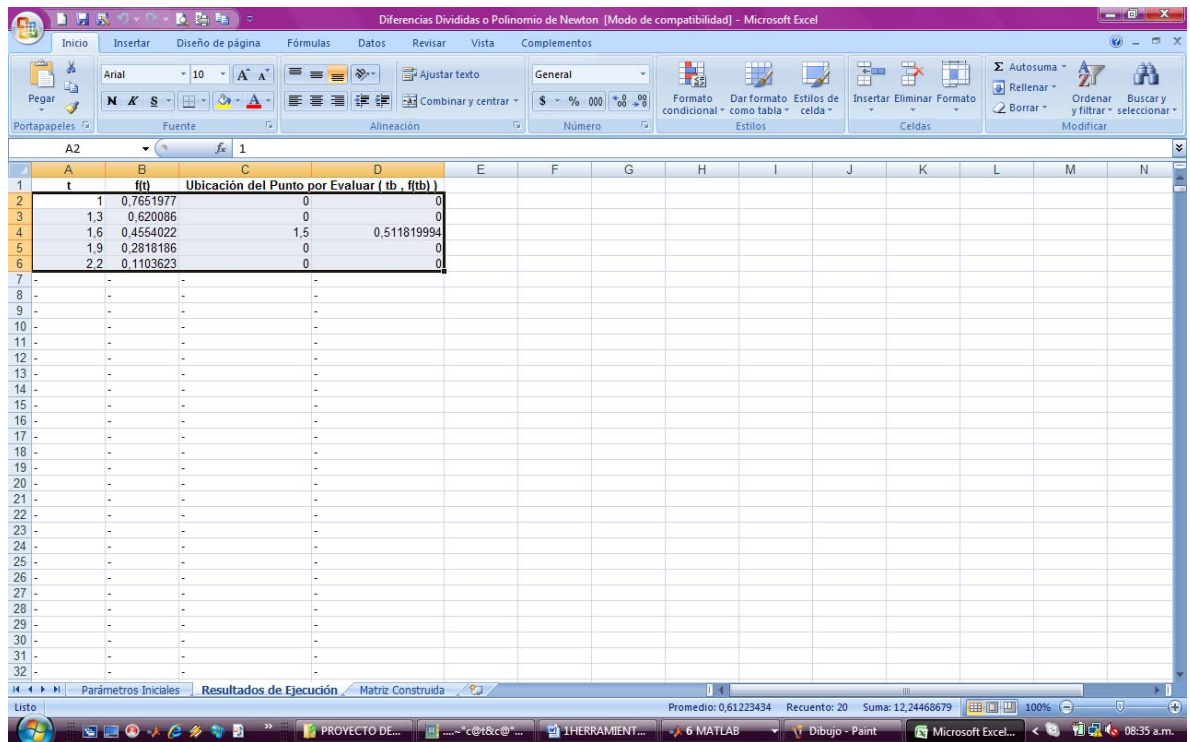 Diferencias Divididas o Polinomio de Newton [Modo de compatibilidad] - Microsoft Excel
Inicio Insertar Diseño de página Fórmulas Datos Revisar Vista Complementos
Pegar
Portapapeles
Arial 10
N K S
Fuente
Ajustar texto
Combinar y centrar
Alineación
General
$ % 000
Número
Formato condicional
Dar formato como tabla
Estilos de celda
Estilos
Insertar Eliminar Formato
Celdas
Σ Autosuma
Rellenar
Borrar
Ordenar y filtrar
Buscar y seleccionar
Modificar
A2 fx 1
A B C D E F G H I J K L M N
1 t f(t) Ubicación del Punto por Evaluar ( tb , f(tb) )
2 1 0,7651977 0 0
3 1,3 0,620086 0 0
4 1,6 0,4554022 1,5 0,511819994
5 1,9 0,2818186 0 0
6 2,2 0,1103623 0 0
7 - - - -
8 - - - -
9 - - - -
10 - - - -
11 - - - -
12 - - - -
13 - - - -
14 - - - -
15 - - - -
16 - - - -
17 - - - -
18 - - - -
19 - - - -
20 - - - -
21 - - - -
22 - - - -
23 - - - -
24 - - - -
25 - - - -
26 - - - -
27 - - - -
28 - - - -
29 - - - -
30 - - - -
31 - - - -
32 - - - -
Parámetros Iniciales Resultados de Ejecución Matriz Construida
Listo Promedio: 0,61223434 Recuento: 20 Suma: 12,24468679 100%
PROYECTO DE... ....~"c@t&c@"... 1HERRAMIENT... 6 MATLAB Dibujo - Paint Microsoft Excel... 08:35 a.m.